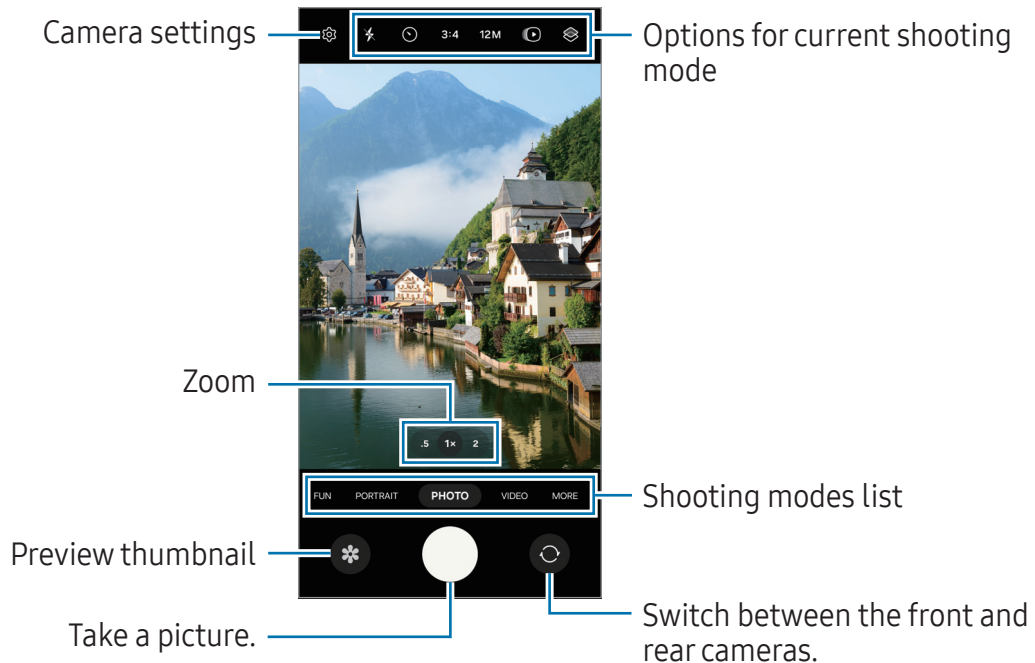 Camera settings
3:4 12M
Options for current shooting
mode
Zoom
.5 1× 2
FUN PORTRAIT PHOTO VIDEO MORE
Shooting modes list
Preview thumbnail
Take a picture.
Switch between the front and
rear cameras.